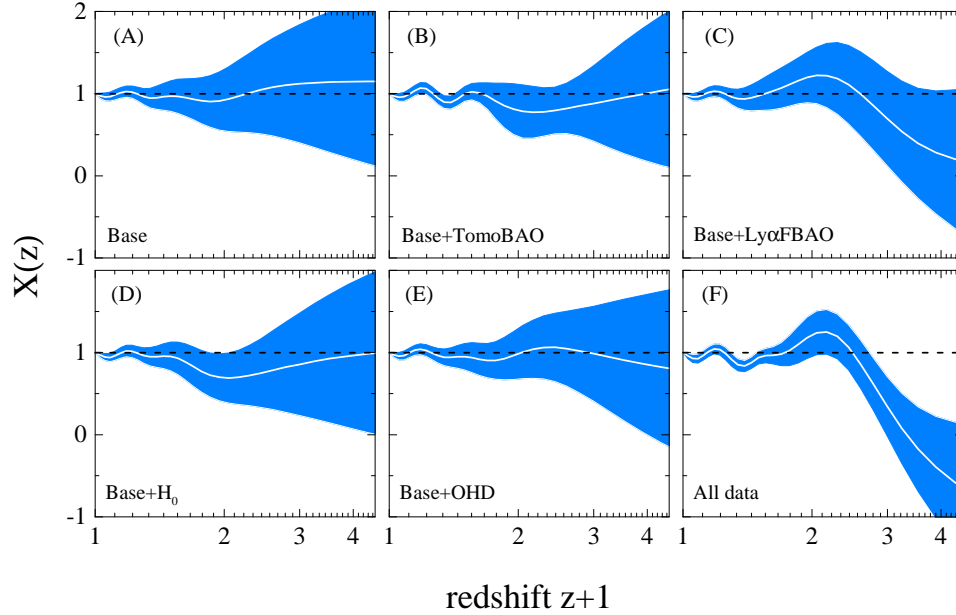 (A) (B) (C)
2
1
0
-1
Base Base+TomoBAO Base+LyαFBAO
X(z)
(D) (E) (F)
1
0
-1
Base+H₀ Base+OHD All data
1 2 3 4 1 2 3 4 1 2 3 4
redshift z+1